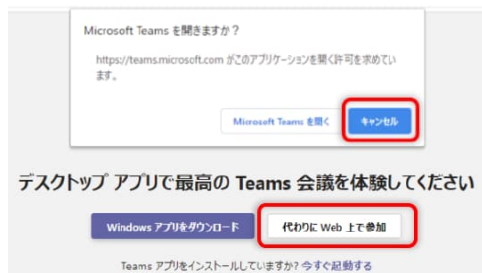 Microsoft Teams を開きますか?
https://teams.microsoft.com がこのアプリケーションを開く許可を求めてい
ます。
Microsoft Teams を開く
キャンセル
デスクトップ アプリで最高の Teams 会議を体験してください
Windows アプリをダウンロード
代わりに Web 上で参加
Teams アプリをインストールしていますか? 今すぐ起動する